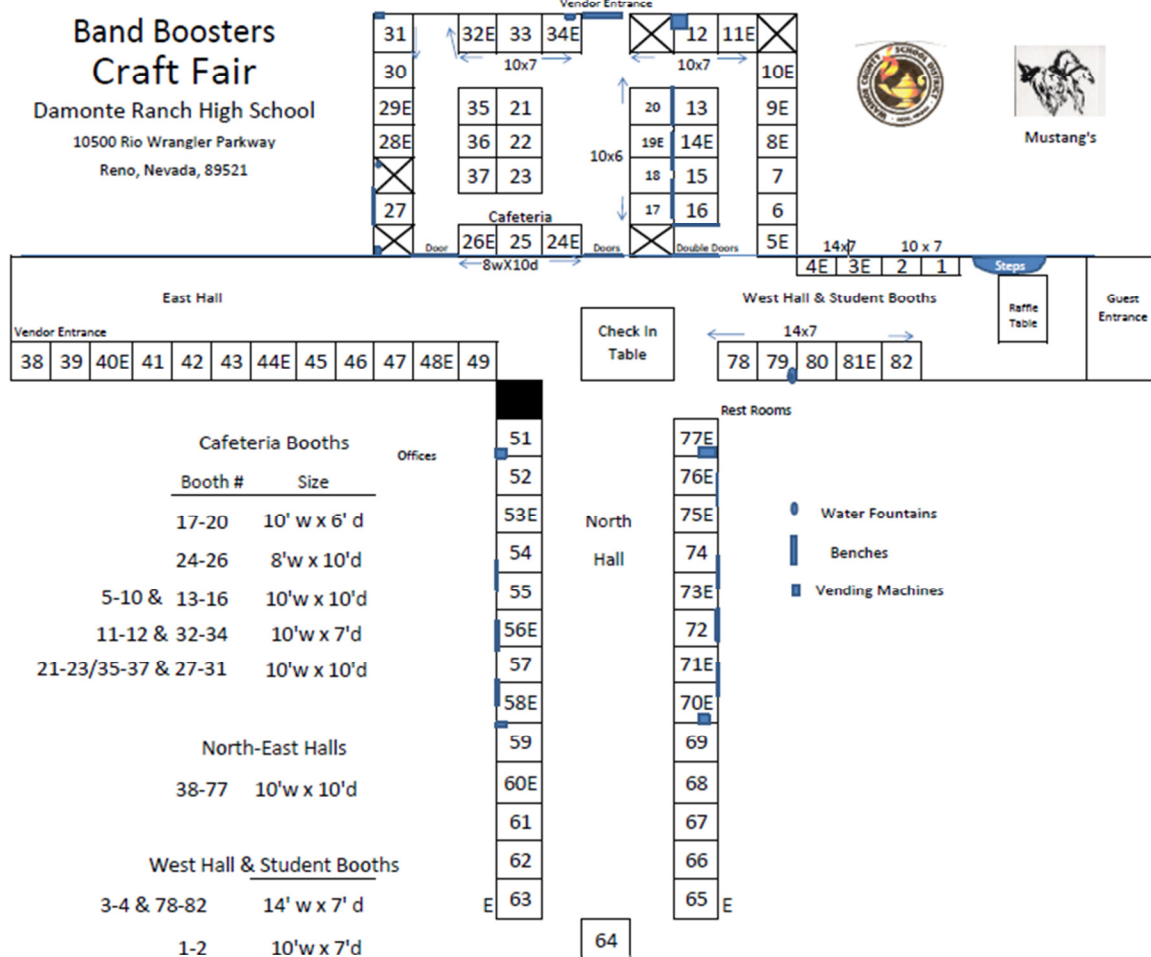 Band Boosters
Craft Fair
Damonte Ranch High School
10500 Rio Wrangler Parkway
Reno, Nevada, 89521
Vendor Entrance
31 32E 33 34E 12 11E
10x7 10x7
30 10E
29E 35 21 20 13 9E
28E 36 22 19E 14E 8E
10x6
37 23 18 15 7
27 17 16 6
Cafeteria
Door 26E 25 24E Doors Double Doors 5E
8wX10d
14x7 10 x 7
4E 3E 2 1 Steps
WASHOE COUNTY SCHOOL DISTRICT
Mustang's
East Hall
West Hall & Student Booths
Raffle
Table
Guest
Entrance
Vendor Entrance
Check In
Table
14x7
38 39 40E 41 42 43 44E 45 46 47 48E 49
78 79 80 81E 82
Rest Rooms
Offices
51 77E
52 76E
53E 75E
54 74
55 73E
56E 72
57 71E
58E 70E
59 69
60E 68
61 67
62 66
E 63 65 E
64
North
Hall
Water Fountains
Benches
Vending Machines
Cafeteria Booths
Booth # Size
17-20 10' w x 6' d
24-26 8'w x 10'd
5-10 & 13-16 10'w x 10'd
11-12 & 32-34 10'w x 7'd
21-23/35-37 & 27-31 10'w x 10'd
North-East Halls
38-77 10'w x 10'd
West Hall & Student Booths
3-4 & 78-82 14' w x 7' d
1-2 10'w x 7'd